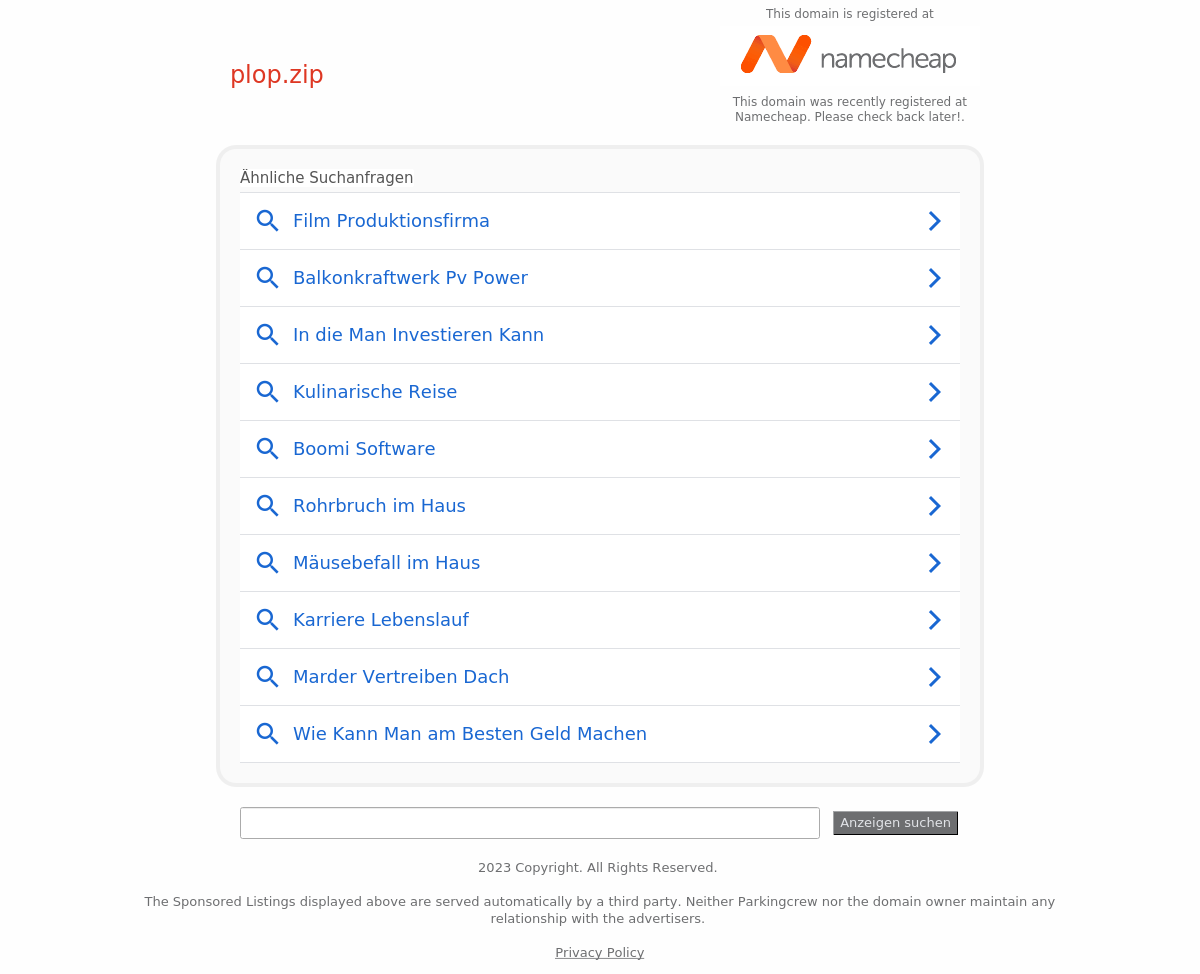 This domain is registered at
namecheap
plop.zip
This domain was recently registered at
Namecheap. Please check back later!.
Ähnliche Suchanfragen
Film Produktionsfirma
Balkonkraftwerk Pv Power
In die Man Investieren Kann
Kulinarische Reise
Boomi Software
Rohrbruch im Haus
Mäusebefall im Haus
Karriere Lebenslauf
Marder Vertreiben Dach
Wie Kann Man am Besten Geld Machen
Anzeigen suchen
2023 Copyright. All Rights Reserved.
The Sponsored Listings displayed above are served automatically by a third party. Neither Parkingcrew nor the domain owner maintain any
relationship with the advertisers.
Privacy Policy